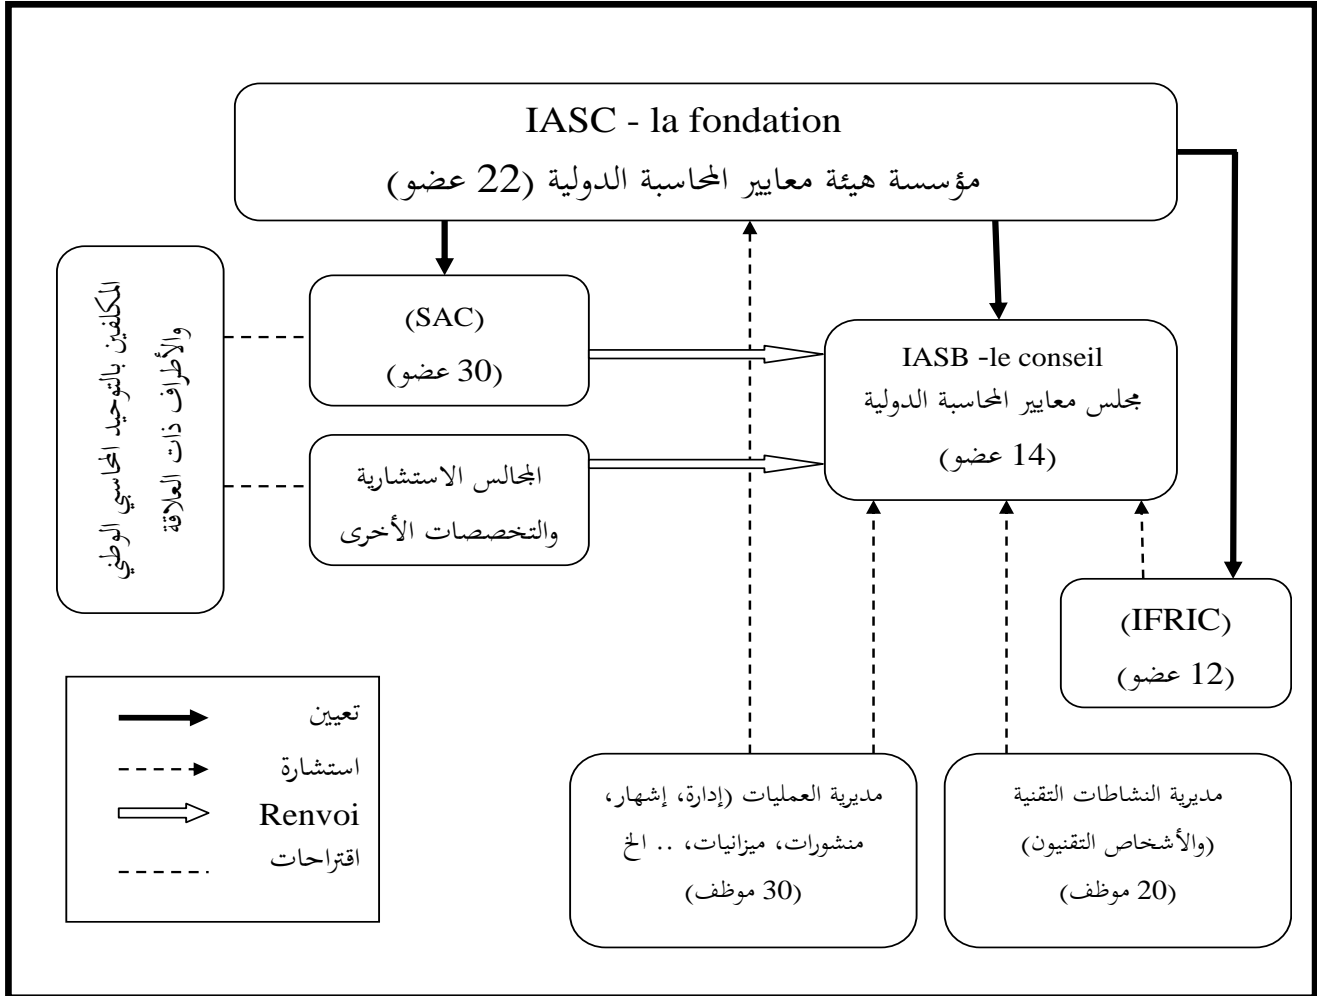 IASC - la fondation
مؤسسة هيئة معايير المحاسبة الدولية (22 عضو)
المكلفين بالتوحيد المحاسبي الوطني
والأطراف ذات العلاقة
(SAC)
(30 عضو)
IASB -le conseil
مجلس معايير المحاسبة الدولية
(14 عضو)
المجالس الاستشارية
والتخصصات الأخرى
(IFRIC)
(12 عضو)
تعيين
استشارة
Renvoi
اقتراحات
مديرية العمليات (إدارة، إشهار،
منشورات، ميزانيات، .. الخ
(30 موظف)
مديرية النشاطات التقنية
(والأشخاص التقنيون)
(20 موظف)